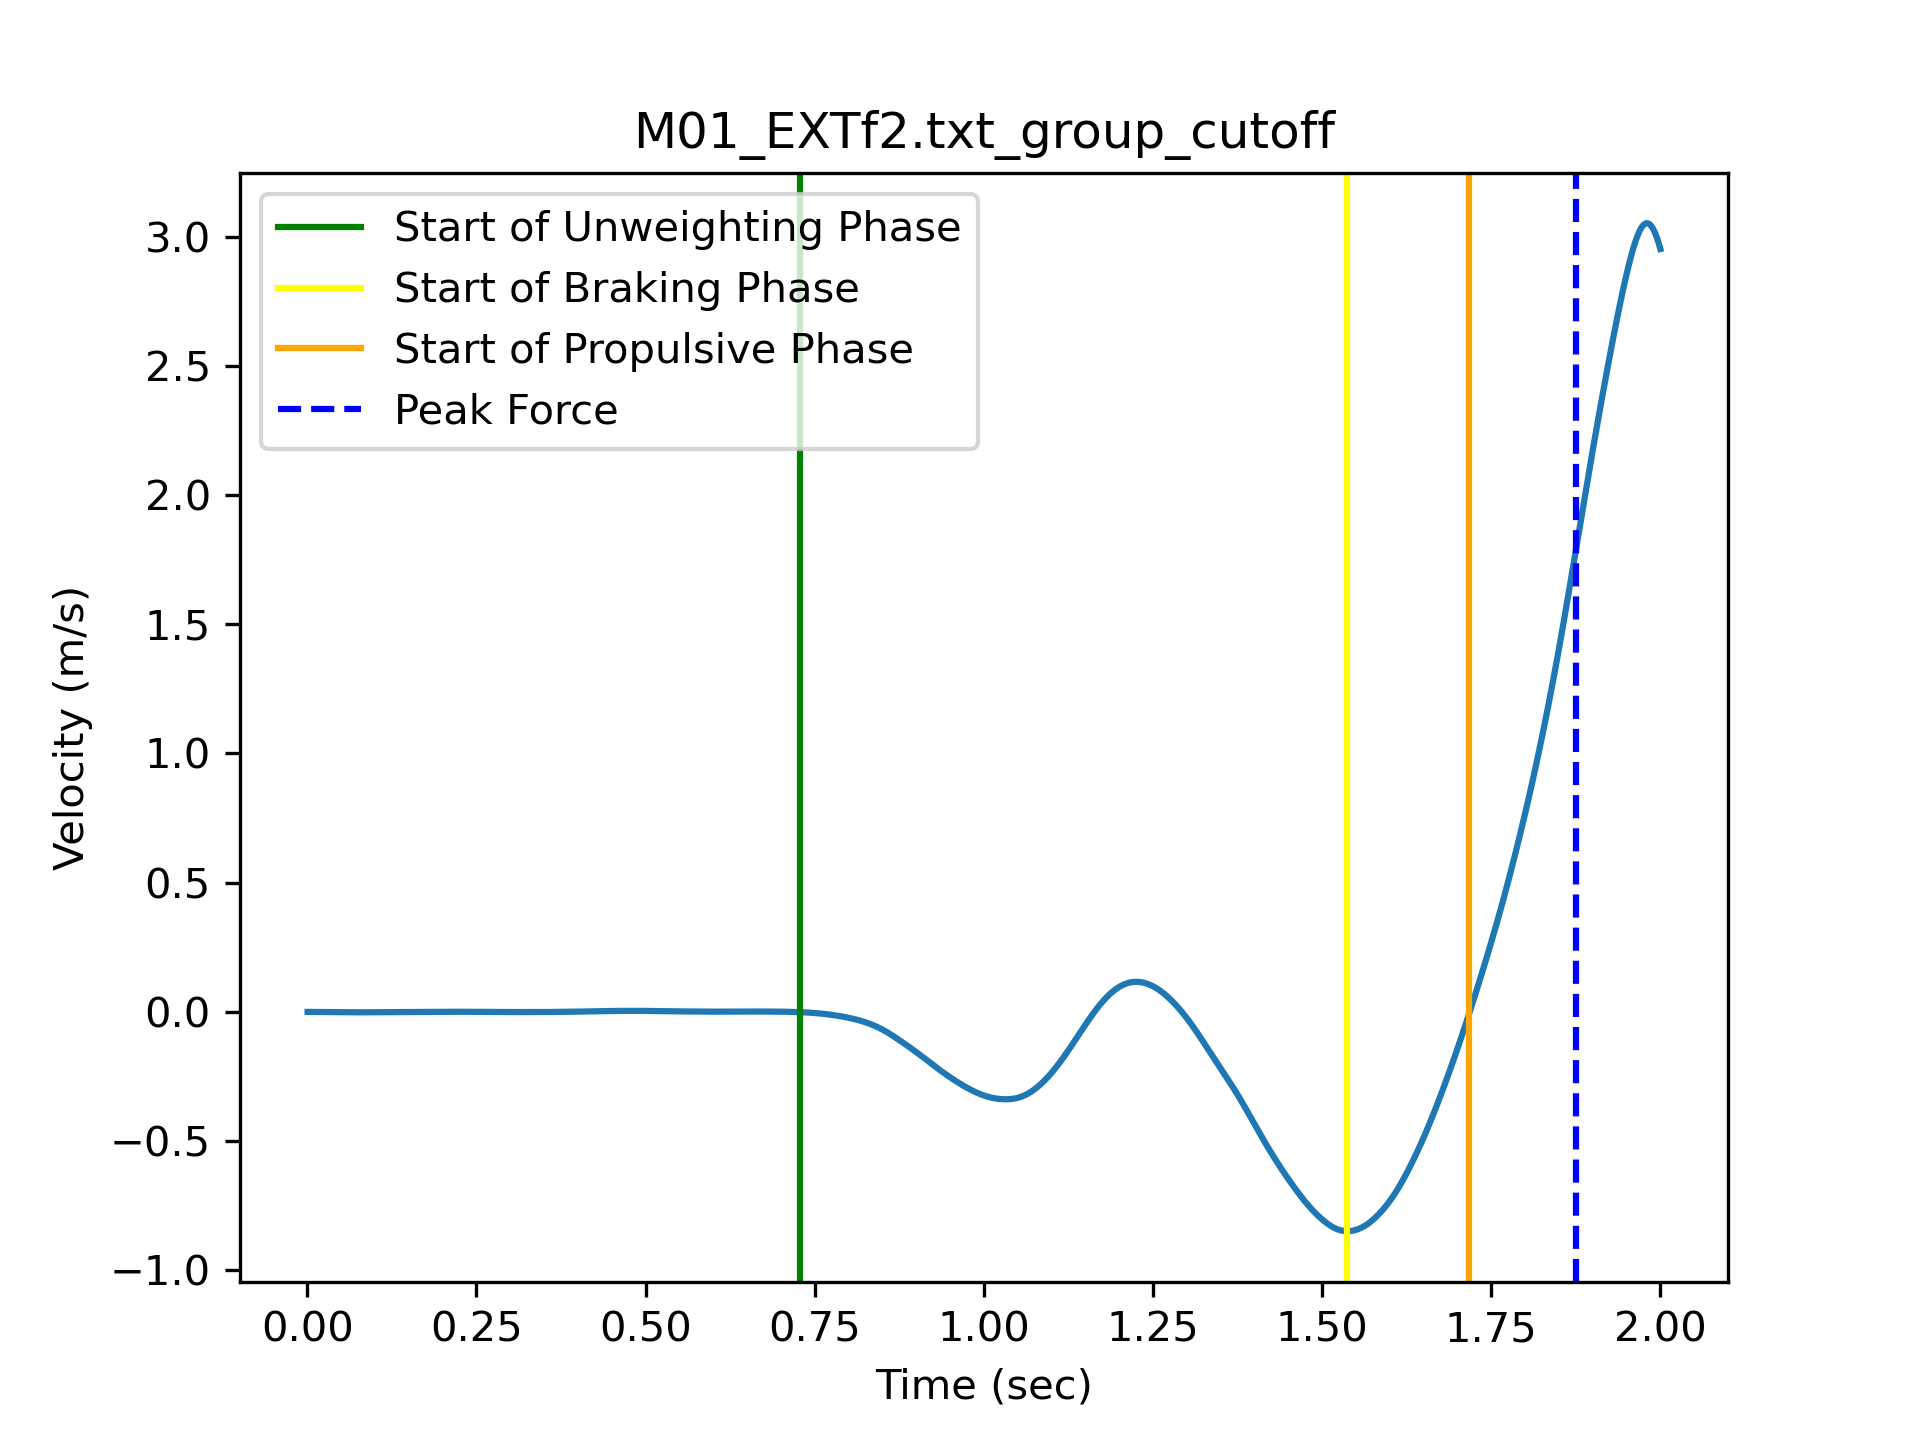 M01_EXTf2.txt_group_cutoff
Start of Unweighting Phase
Start of Braking Phase
Start of Propulsive Phase
Peak Force
3.0
2.5
2.0
1.5
1.0
0.5
0.0
−0.5
−1.0
Velocity (m/s)
0.00 0.25 0.50 0.75 1.00 1.25 1.50 1.75 2.00
Time (sec)